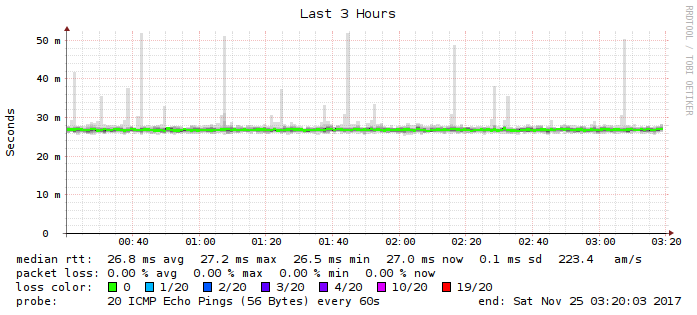 Last 3 Hours
RRDTOOL / TOBI OETIKER
Seconds
50 m
40 m
30 m
20 m
10 m
0
00:40 01:00 01:20 01:40 02:00 02:20 02:40 03:00 03:20
median rtt: 26.8 ms avg 27.2 ms max 26.5 ms min 27.0 ms now 0.1 ms sd 223.4 am/s
packet loss: 0.00 % avg 0.00 % max 0.00 % min 0.00 % now
loss color: 0 1/20 2/20 3/20 4/20 10/20 19/20
probe: 20 ICMP Echo Pings (56 Bytes) every 60s end: Sat Nov 25 03:20:03 2017